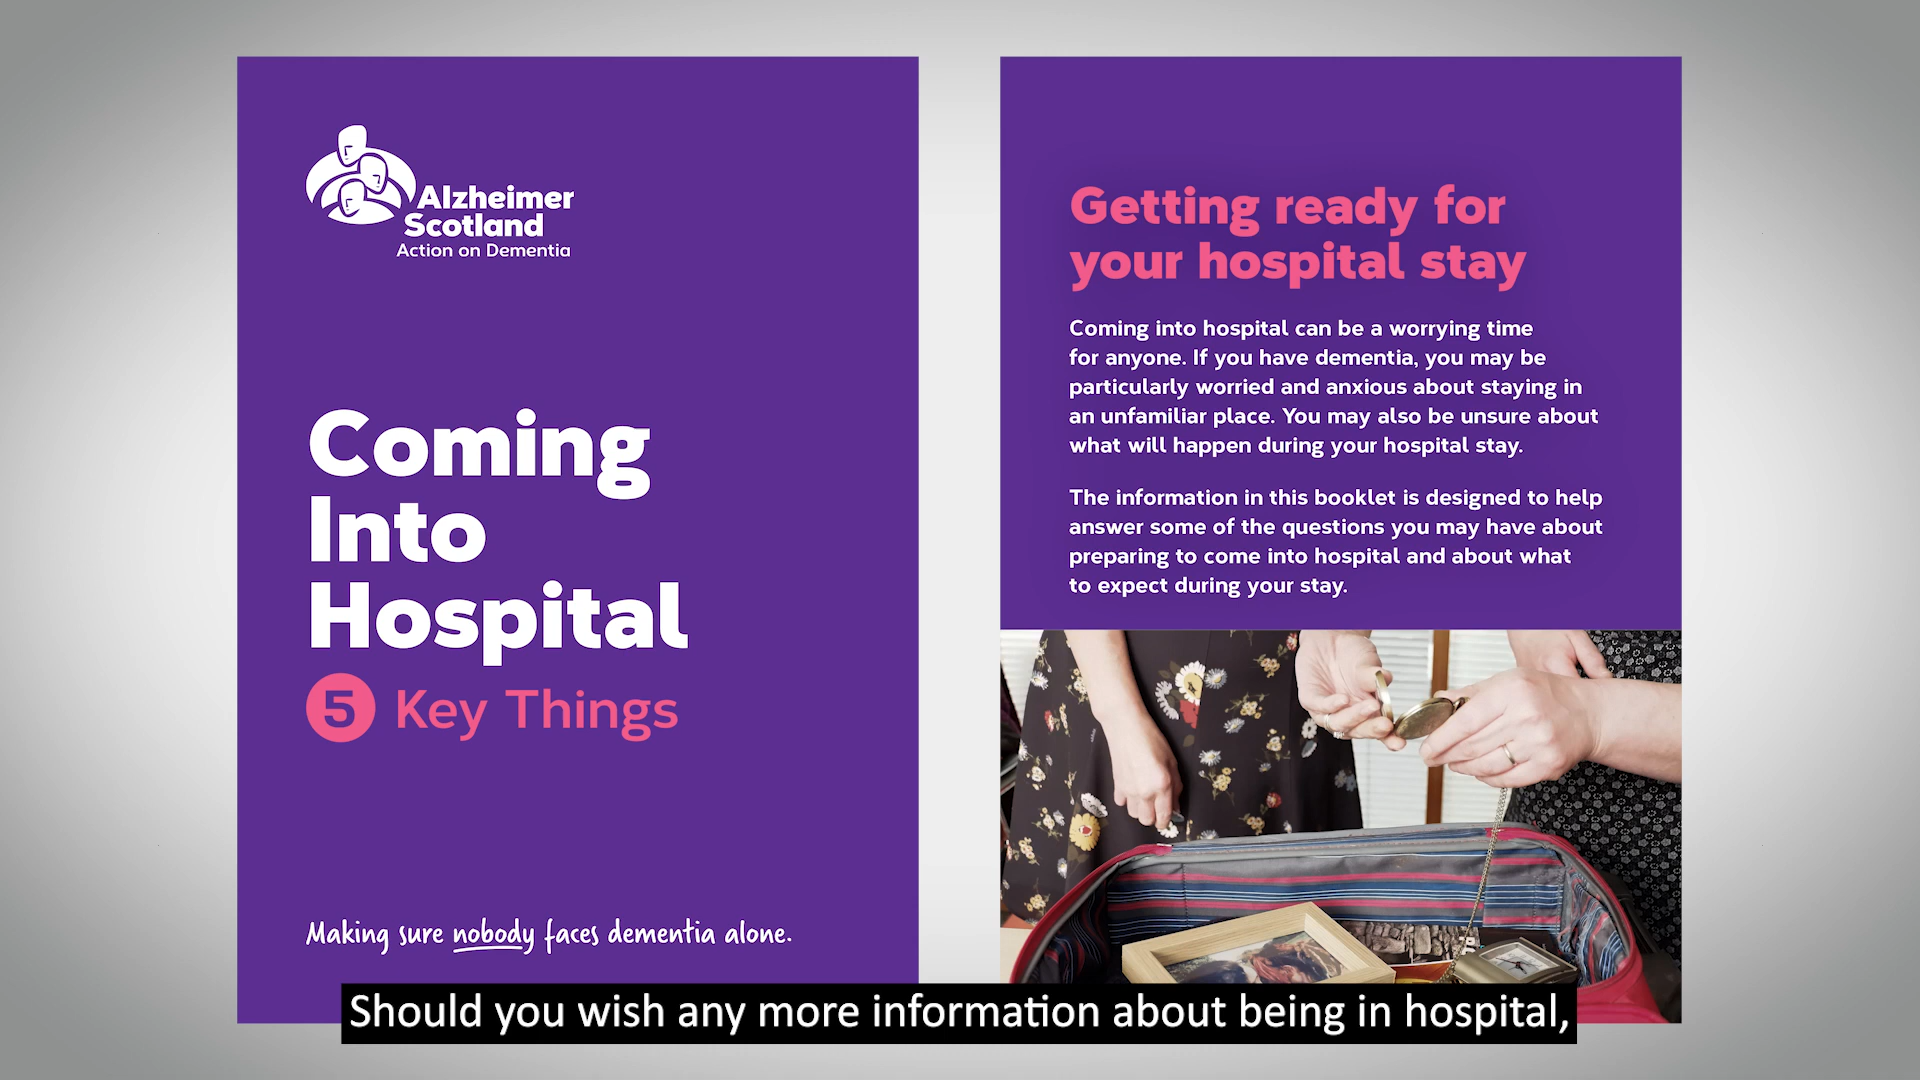 Alzheimer
Scotland
Action on Dementia
Coming
Into
Hospital
5 Key Things
Making sure nobody faces dementia alone.
Getting ready for
your hospital stay
Coming into hospital can be a worrying time
for anyone. If you have dementia, you may be
particularly worried and anxious about staying in
an unfamiliar place. You may also be unsure about
what will happen during your hospital stay.
The information in this booklet is designed to help
answer some of the questions you may have about
preparing to come into hospital and about what
to expect during your stay.
Should you wish any more information about being in hospital,